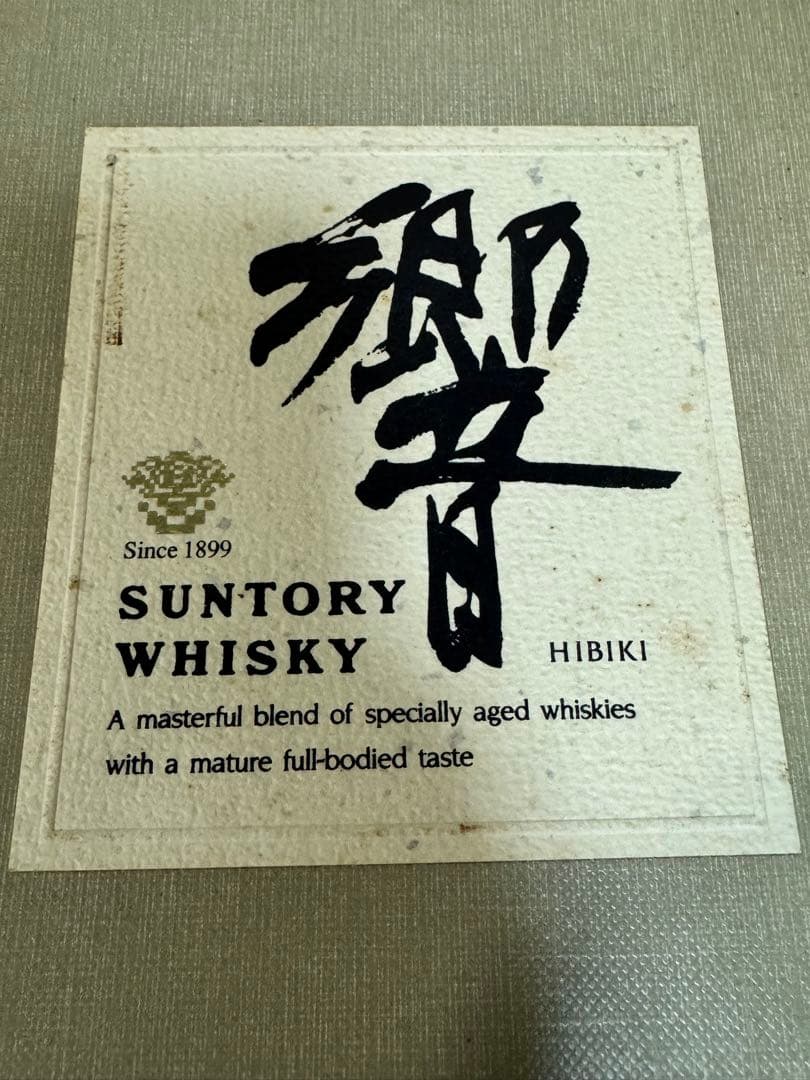 響
Since 1899
SUNTORY
WHISKY
HIBIKI
A masterful blend of specially aged whiskies
with a mature full-bodied taste